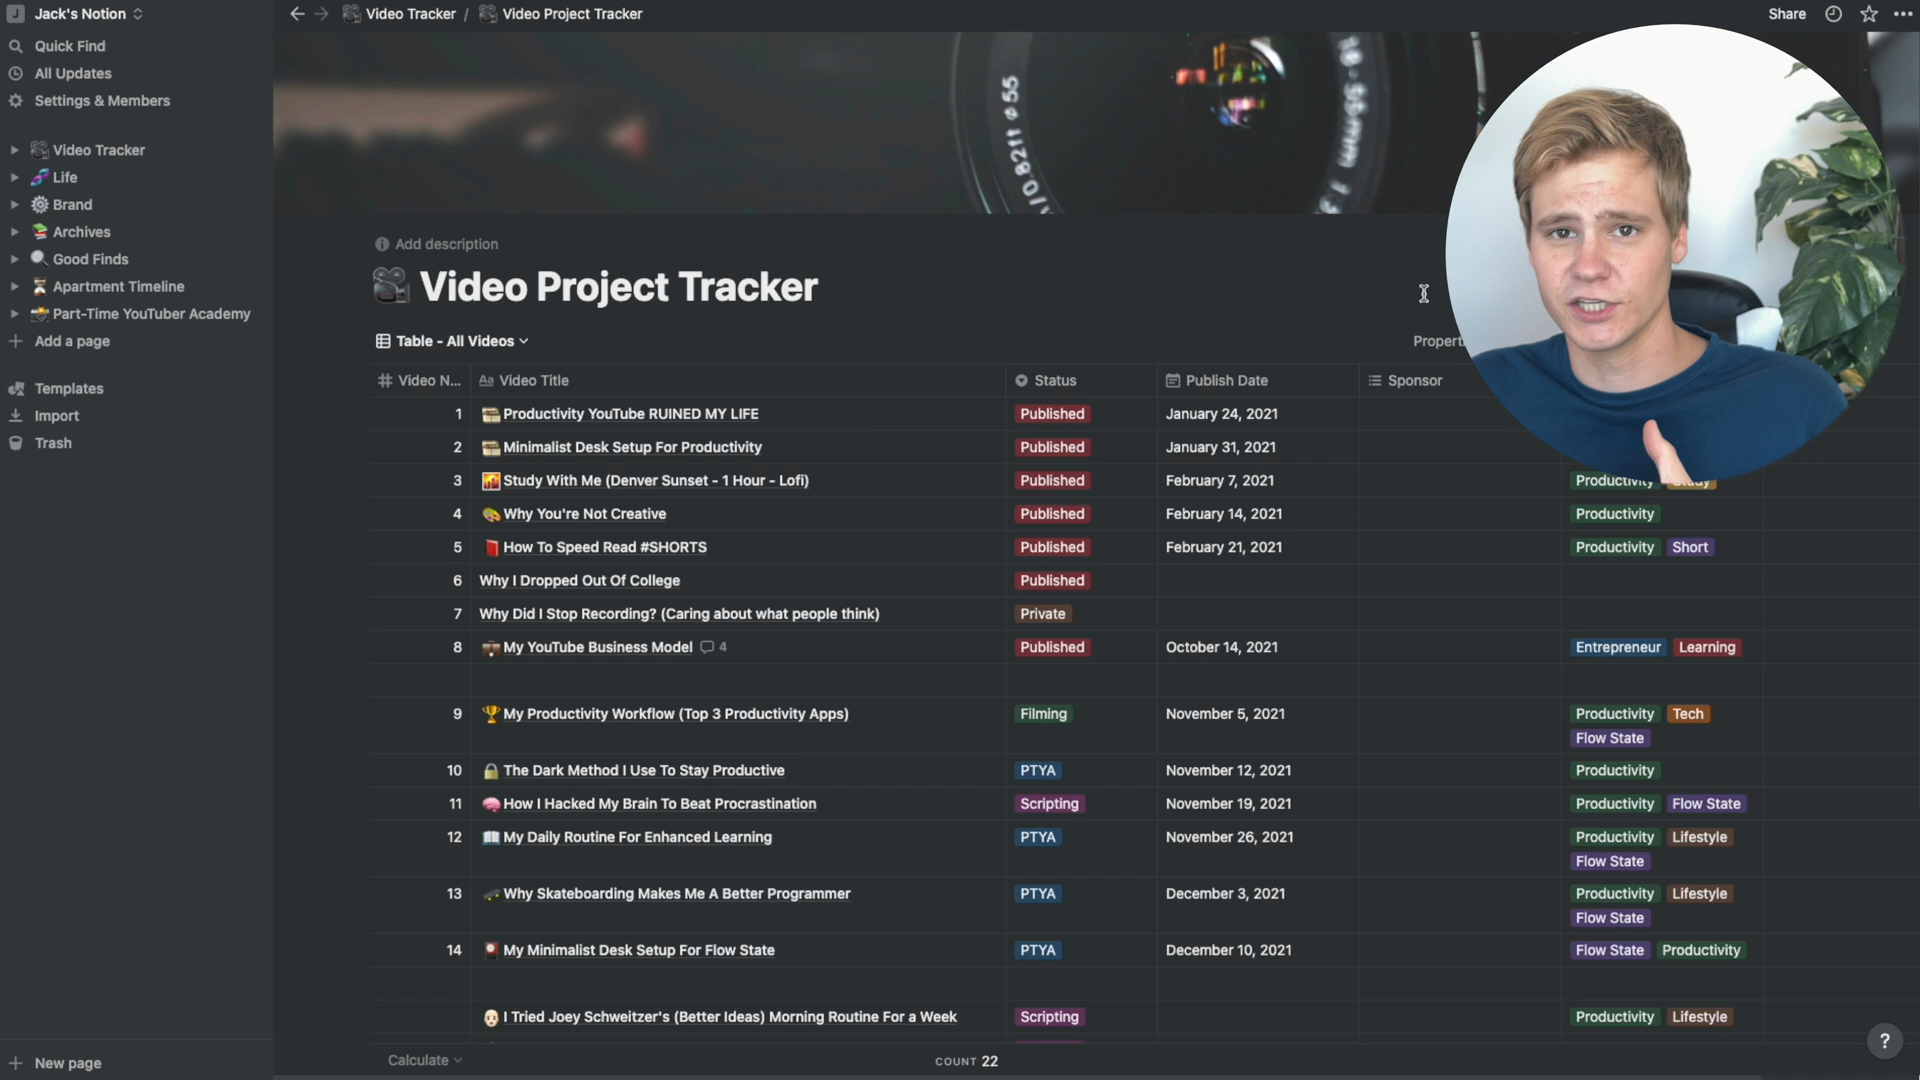 J Jack's Notion
Video Tracker / Video Project Tracker
Share
Quick Find
All Updates
Settings & Members
Video Tracker
Life
Brand
Archives
Good Finds
Apartment Timeline
Part-Time YouTuber Academy
Add a page
Templates
Import
Trash
New page
ø55
Add description
Video Project Tracker
Table - All Videos
Video N... Aa Video Title Status Publish Date Sponsor
1 Productivity YouTube RUINED MY LIFE Published January 24, 2021
2 Minimalist Desk Setup For Productivity Published January 31, 2021
3 Study With Me (Denver Sunset - 1 Hour - Lofi) Published February 7, 2021 Productivity Study
4 Why You're Not Creative Published February 14, 2021 Productivity
5 How To Speed Read #SHORTS Published February 21, 2021 Productivity Short
6 Why I Dropped Out Of College Published
7 Why Did I Stop Recording? (Caring about what people think) Private
8 My YouTube Business Model 4 Published October 14, 2021 Entrepreneur Learning
9 My Productivity Workflow (Top 3 Productivity Apps) Filming November 5, 2021 Productivity Tech
Flow State
10 The Dark Method I Use To Stay Productive PTYA November 12, 2021 Productivity
11 How I Hacked My Brain To Beat Procrastination Scripting November 19, 2021 Productivity Flow State
12 My Daily Routine For Enhanced Learning PTYA November 26, 2021 Productivity Lifestyle
Flow State
13 Why Skateboarding Makes Me A Better Programmer PTYA December 3, 2021 Productivity Lifestyle
Flow State
14 My Minimalist Desk Setup For Flow State PTYA December 10, 2021 Flow State Productivity
I Tried Joey Schweitzer's (Better Ideas) Morning Routine For a Week Scripting Productivity Lifestyle
Calculate COUNT 22
?